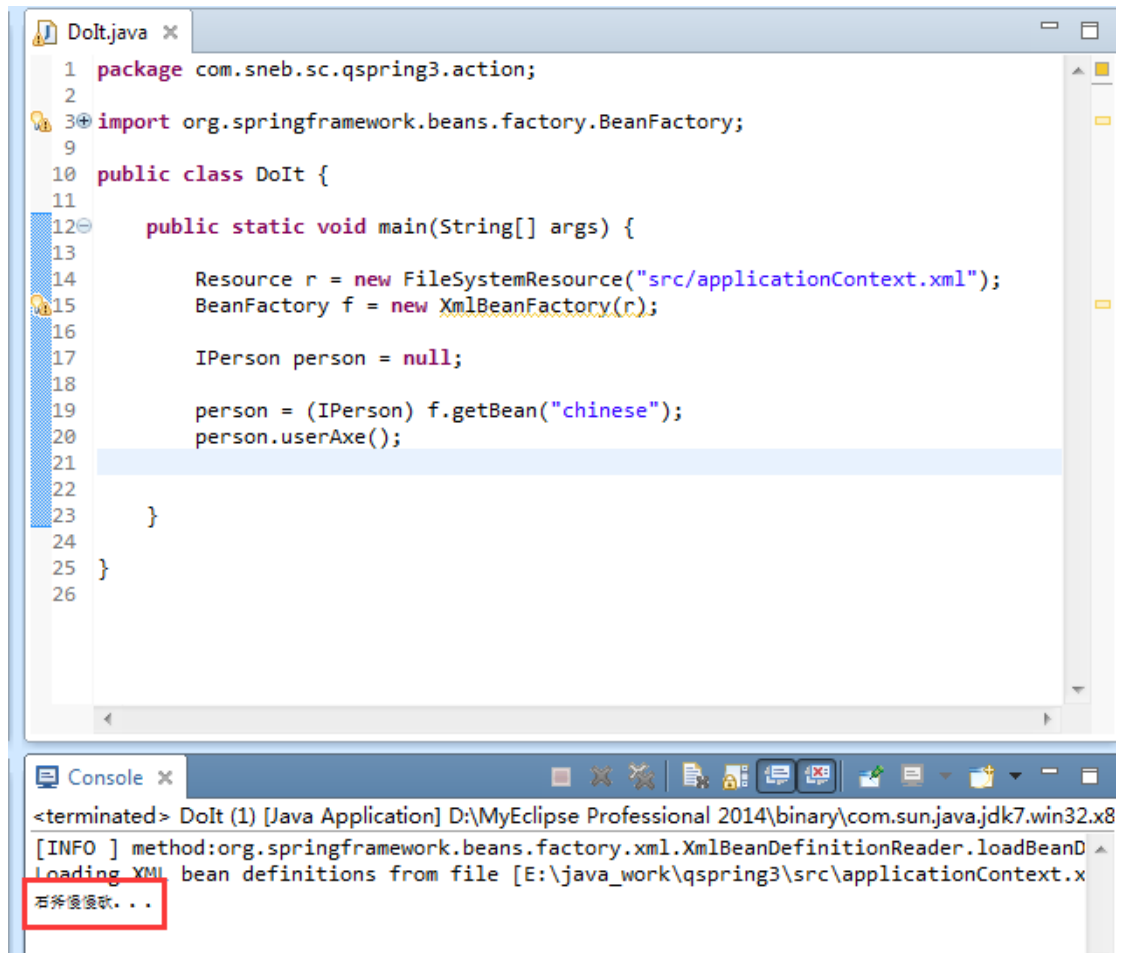 DoIt.java
1 package com.sneb.sc.qspring3.action;
2
3 import org.springframework.beans.factory.BeanFactory;
9
10 public class DoIt {
11
12 public static void main(String[] args) {
13
14 Resource r = new FileSystemResource("src/applicationContext.xml");
15 BeanFactory f = new XmlBeanFactory(r);
16
17 IPerson person = null;
18
19 person = (IPerson) f.getBean("chinese");
20 person.userAxe();
21
22
23 }
24
25 }
26
Console
<terminated> DoIt (1) [Java Application] D:\MyEclipse Professional 2014\binary\com.sun.java.jdk7.win32.x8
[INFO ] method:org.springframework.beans.factory.xml.XmlBeanDefinitionReader.loadBeanD
Loading XML bean definitions from file [E:\java_work\qspring3\src\applicationContext.x
石斧慢慢砍...